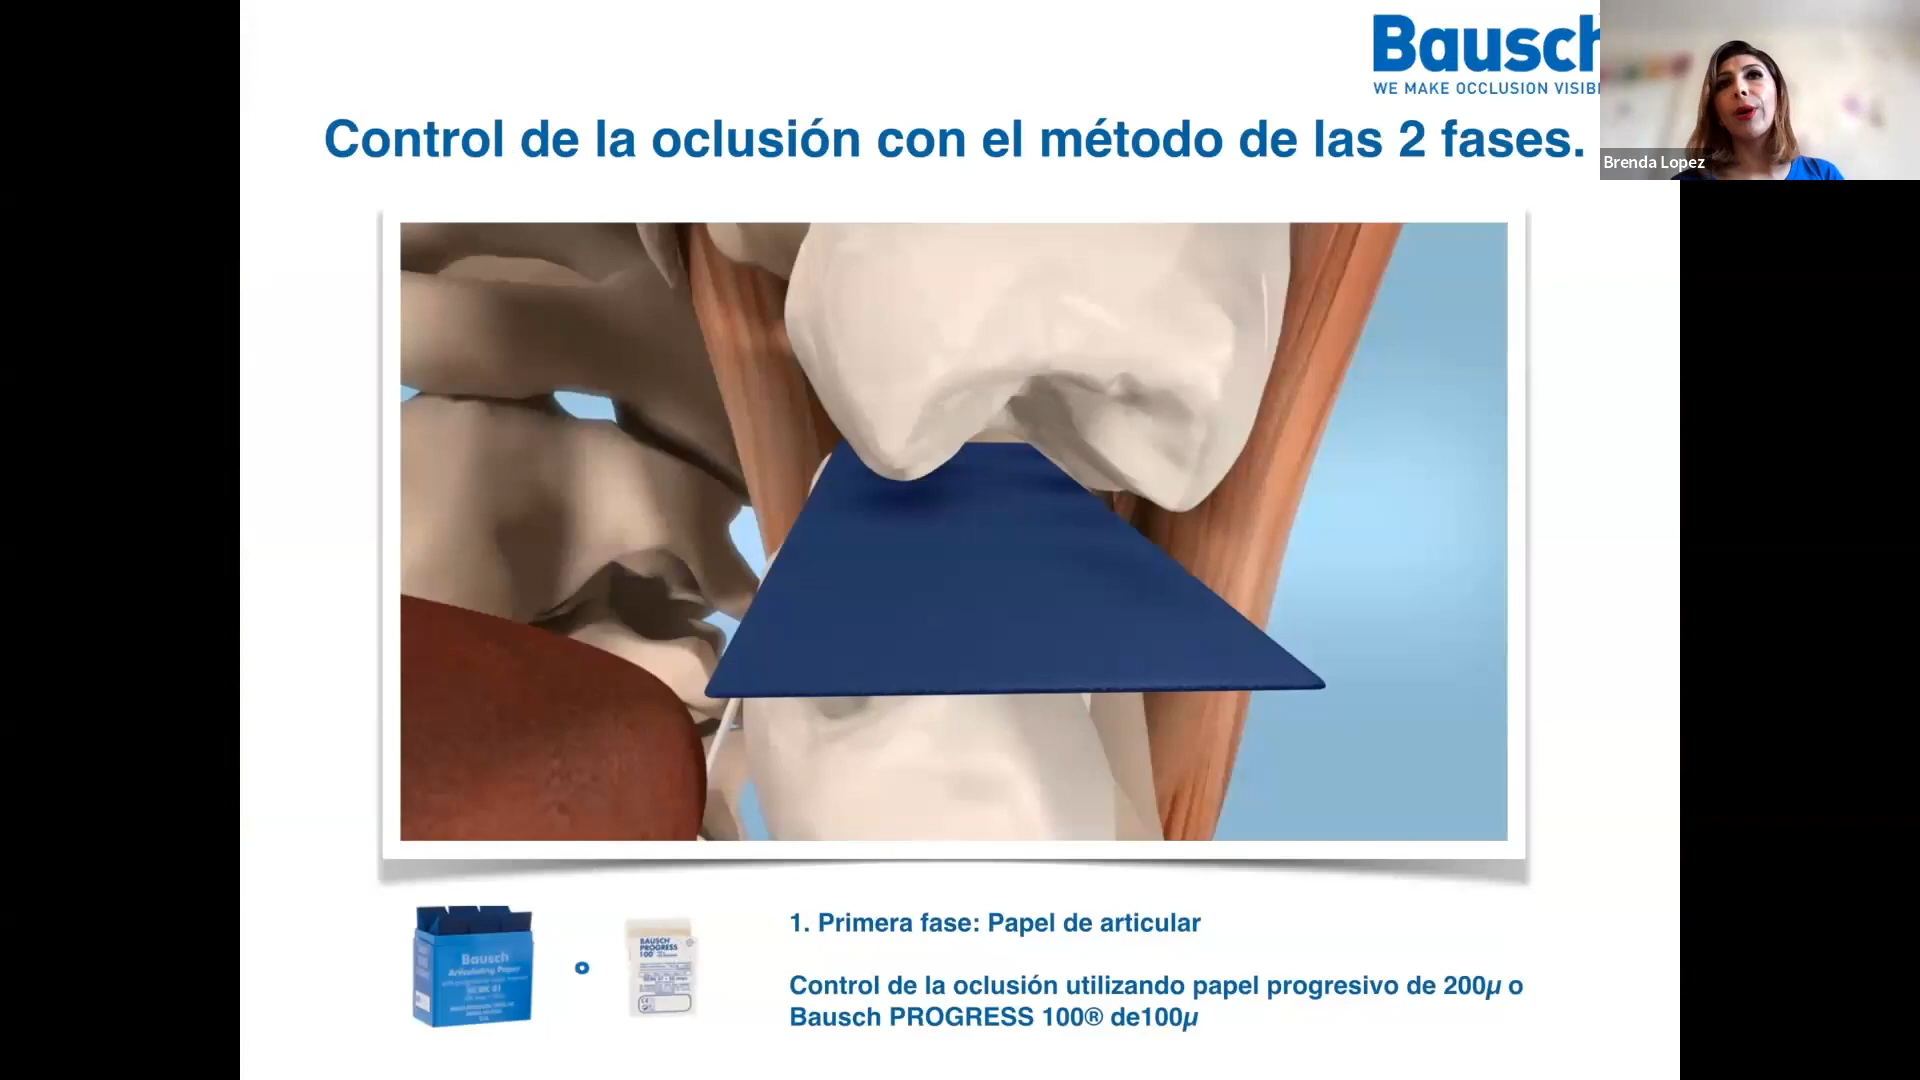 Bausch
WE MAKE OCCLUSION VISIB
Control de la oclusión con el método de las 2 fases.
Brenda Lopez
Bausch
Articulating Paper
o
BAUSCH
PROGRESS
100
1. Primera fase: Papel de articular
Control de la oclusión utilizando papel progresivo de 200µ o
Bausch PROGRESS 100® de100µ